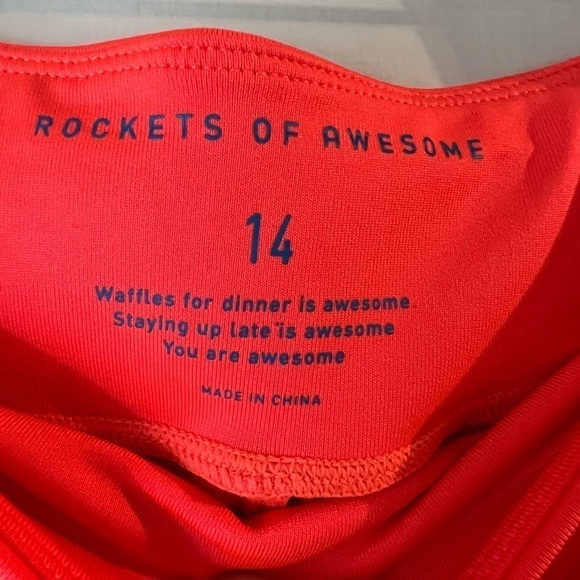 ROCKETS OF AWESOME
14
Waffles for dinner is awesome
Staying up late is awesome
You are awesome
MADE IN CHINA